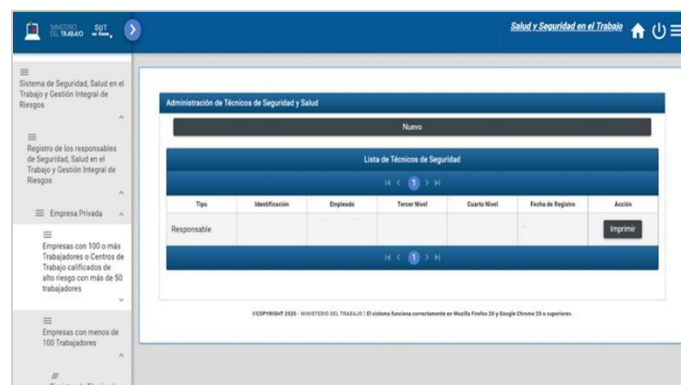 MINISTERIO
DEL TRABAJO
SUT
Salud y Seguridad en el Trabajo
Sistema de Seguridad, Salud en el
Trabajo y Gestión Integral de
Riesgos
Registro de los responsables
de Seguridad, Salud en el
Trabajo y Gestión Integral de
Riesgos
Empresa Privada
Empresas con 100 o más
Trabajadores o Centros de
Trabajo calificados de
alto riesgo con más de 50
trabajadores
Empresas con menos de
100 Trabajadores
Administración de Técnicos de Seguridad y Salud
Nuevo
Lista de Técnicos de Seguridad
1
Tipo Identificación Empleado Tercer Nivel Cuarto Nivel Fecha de Registro Acción
Responsable Imprimir
1
©COPYRIGHT 2020 - MINISTERIO DEL TRABAJO | El sistema funciona correctamente en Mozilla Firefox 20 y Google Chrome 20 o superiores.